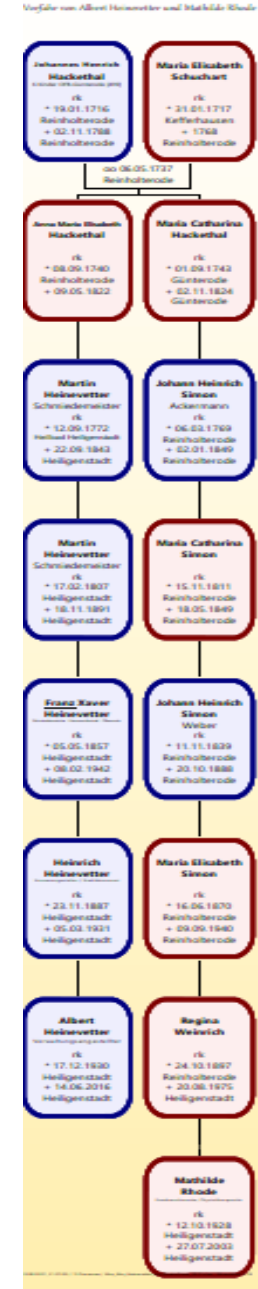 Vorfahr von Albert Heinevetter und Mathilde Rhode
Johannes Henrich
Hackethal
rk
* 19.01.1716
Reinholterode
+ 02.11.1788
Reinholterode
Maria Elisabeth
Schuchart
rk
* 31.01.1717
Kefferhausen
+ 1768
Reinholterode
oo 06.05.1737
Reinholterode
Anna Maria Elisabeth
Hackethal
rk
* 08.09.1740
Reinholterode
+ 09.05.1822
Maria Catharina
Hackethal
rk
* 01.09.1743
Günterode
+ 02.11.1824
Günterode
Martin
Heinevetter
Schmiedemeister
rk
* 12.09.1772
Heilbad Heiligenstadt
+ 22.09.1843
Heiligenstadt
Johann Heinrich
Simon
Ackermann
rk
* 06.03.1769
Reinholterode
+ 02.01.1849
Reinholterode
Martin
Heinevetter
Schmiedemeister
rk
* 17.02.1807
Heiligenstadt
+ 18.11.1891
Heiligenstadt
Maria Catharina
Simon
rk
* 15.11.1811
Reinholterode
+ 18.05.1849
Reinholterode
Franz Xaver
Heinevetter
rk
* 05.05.1857
Heiligenstadt
+ 08.02.1942
Heiligenstadt
Johann Heinrich
Simon
Weber
rk
* 11.11.1839
Reinholterode
+ 20.10.1888
Reinholterode
Heinrich
Heinevetter
rk
* 23.11.1887
Heiligenstadt
+ 05.03.1931
Heiligenstadt
Maria Elisabeth
Simon
rk
* 16.06.1870
Reinholterode
+ 09.09.1940
Reinholterode
Albert
Heinevetter
Verwaltungsangestellter
rk
* 17.12.1930
Heiligenstadt
+ 14.06.2016
Heiligenstadt
Regina
Weinrich
rk
* 24.10.1897
Reinholterode
+ 20.08.1975
Heiligenstadt
Mathilde
Rhode
rk
* 12.10.1928
Heiligenstadt
+ 27.07.2003
Heiligenstadt